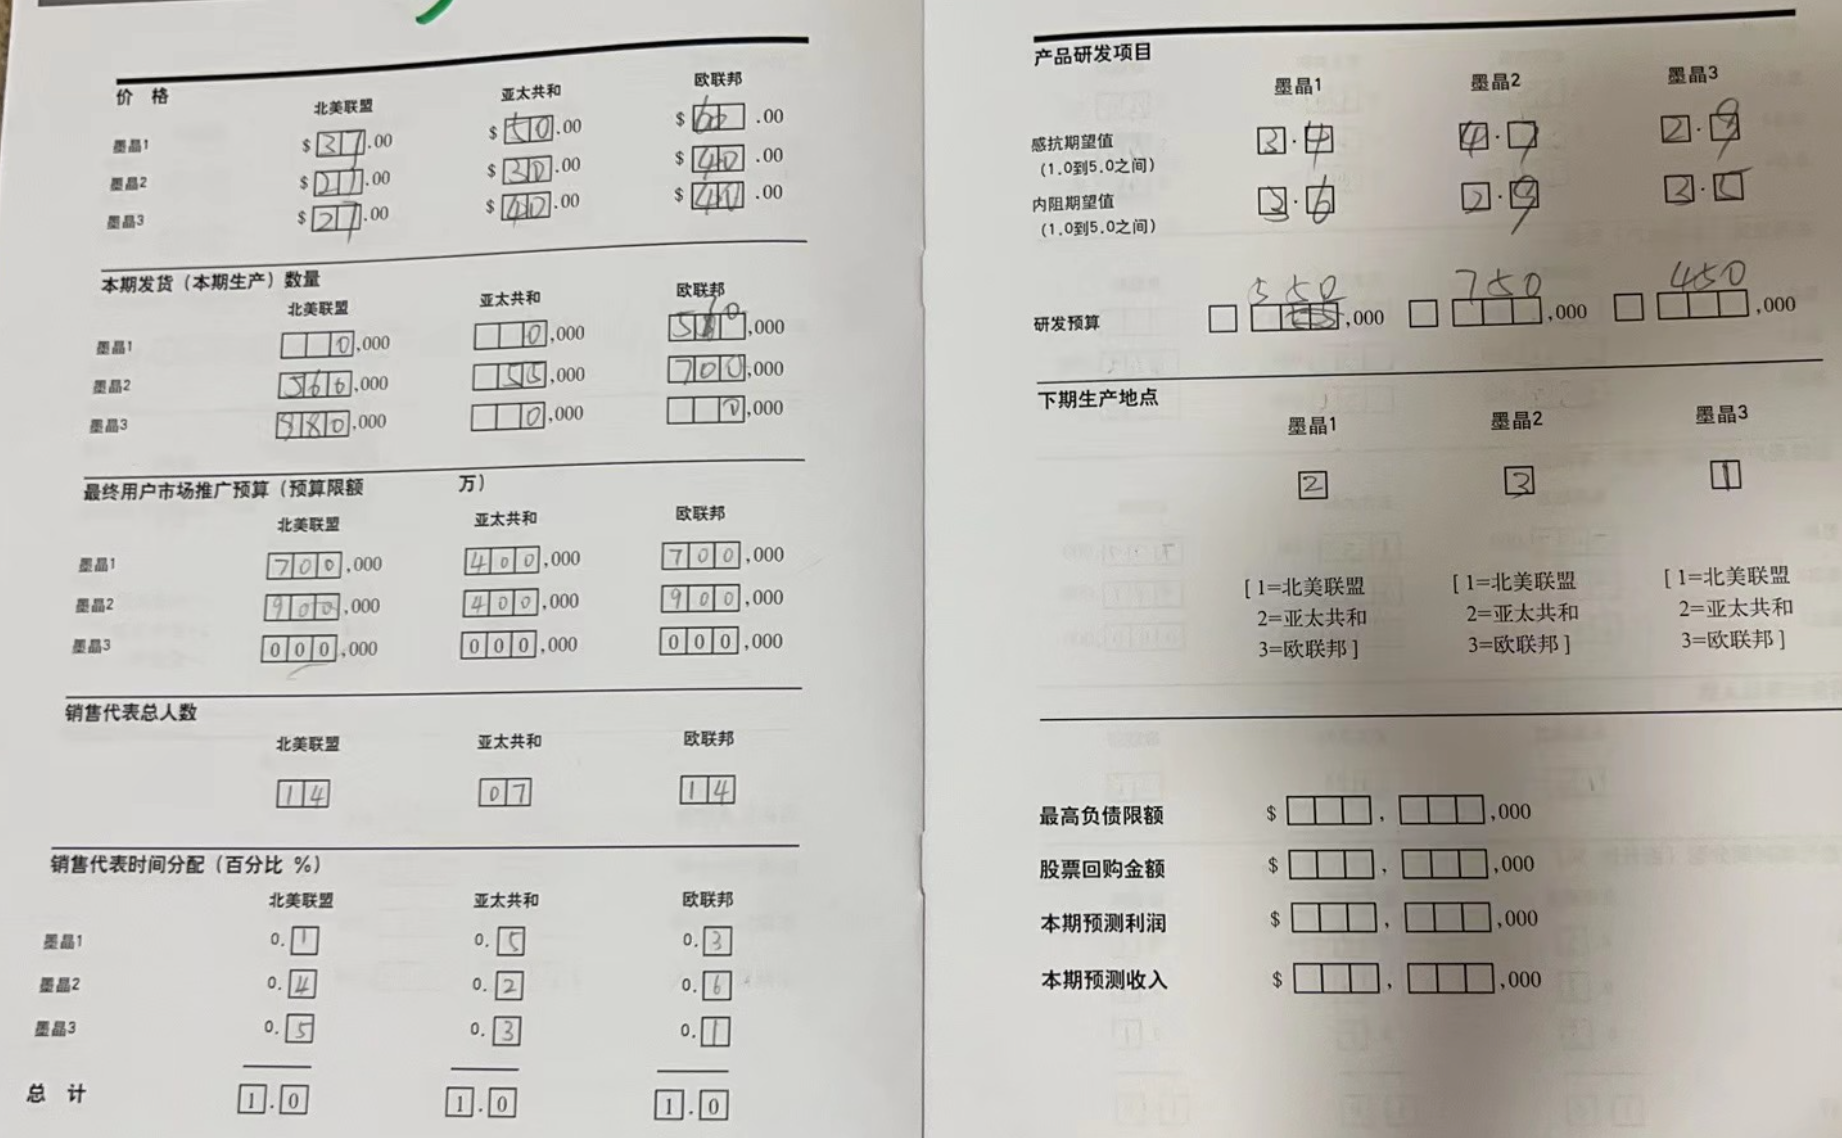 价 格 北美联盟 亚太共和 欧联邦
墨晶1 $ 37.00 $ 50.00 $ 60.00
墨晶2 $ 27.00 $ 30.00 $ 40.00
墨晶3 $ 27.00 $ 40.00 $ 40.00
本期发货（本期生产）数量
北美联盟 亚太共和 欧联邦
墨晶1 0,000 0,000 ,000
墨晶2 560,000 55,000 700,000
墨晶3 880,000 0,000 0,000
最终用户市场推广预算（预算限额 万）
北美联盟 亚太共和 欧联邦
墨晶1 700,000 400,000 700,000
墨晶2 900,000 400,000 900,000
墨晶3 000,000 000,000 000,000
销售代表总人数
北美联盟 亚太共和 欧联邦
14 07 14
销售代表时间分配（百分比 %）
北美联盟 亚太共和 欧联邦
墨晶1 0.1 0.5 0.3
墨晶2 0.4 0.2 0.6
墨晶3 0.5 0.3 0.1
总 计 1.0 1.0 1.0
产品研发项目
墨晶1 墨晶2 墨晶3
感抗期望值 3.4 4.7 2.9
（1.0到5.0之间）
内阻期望值 3.6 2.9 3.5
（1.0到5.0之间）
550 750 450
研发预算 ,000 ,000 ,000
下期生产地点
墨晶1 墨晶2 墨晶3
2 3 1
[ 1=北美联盟 [ 1=北美联盟 [ 1=北美联盟
2=亚太共和 2=亚太共和 2=亚太共和
3=欧联邦 ] 3=欧联邦 ] 3=欧联邦 ]
最高负债限额 $ , ,000
股票回购金额 $ , ,000
本期预测利润 $ , ,000
本期预测收入 $ , ,000